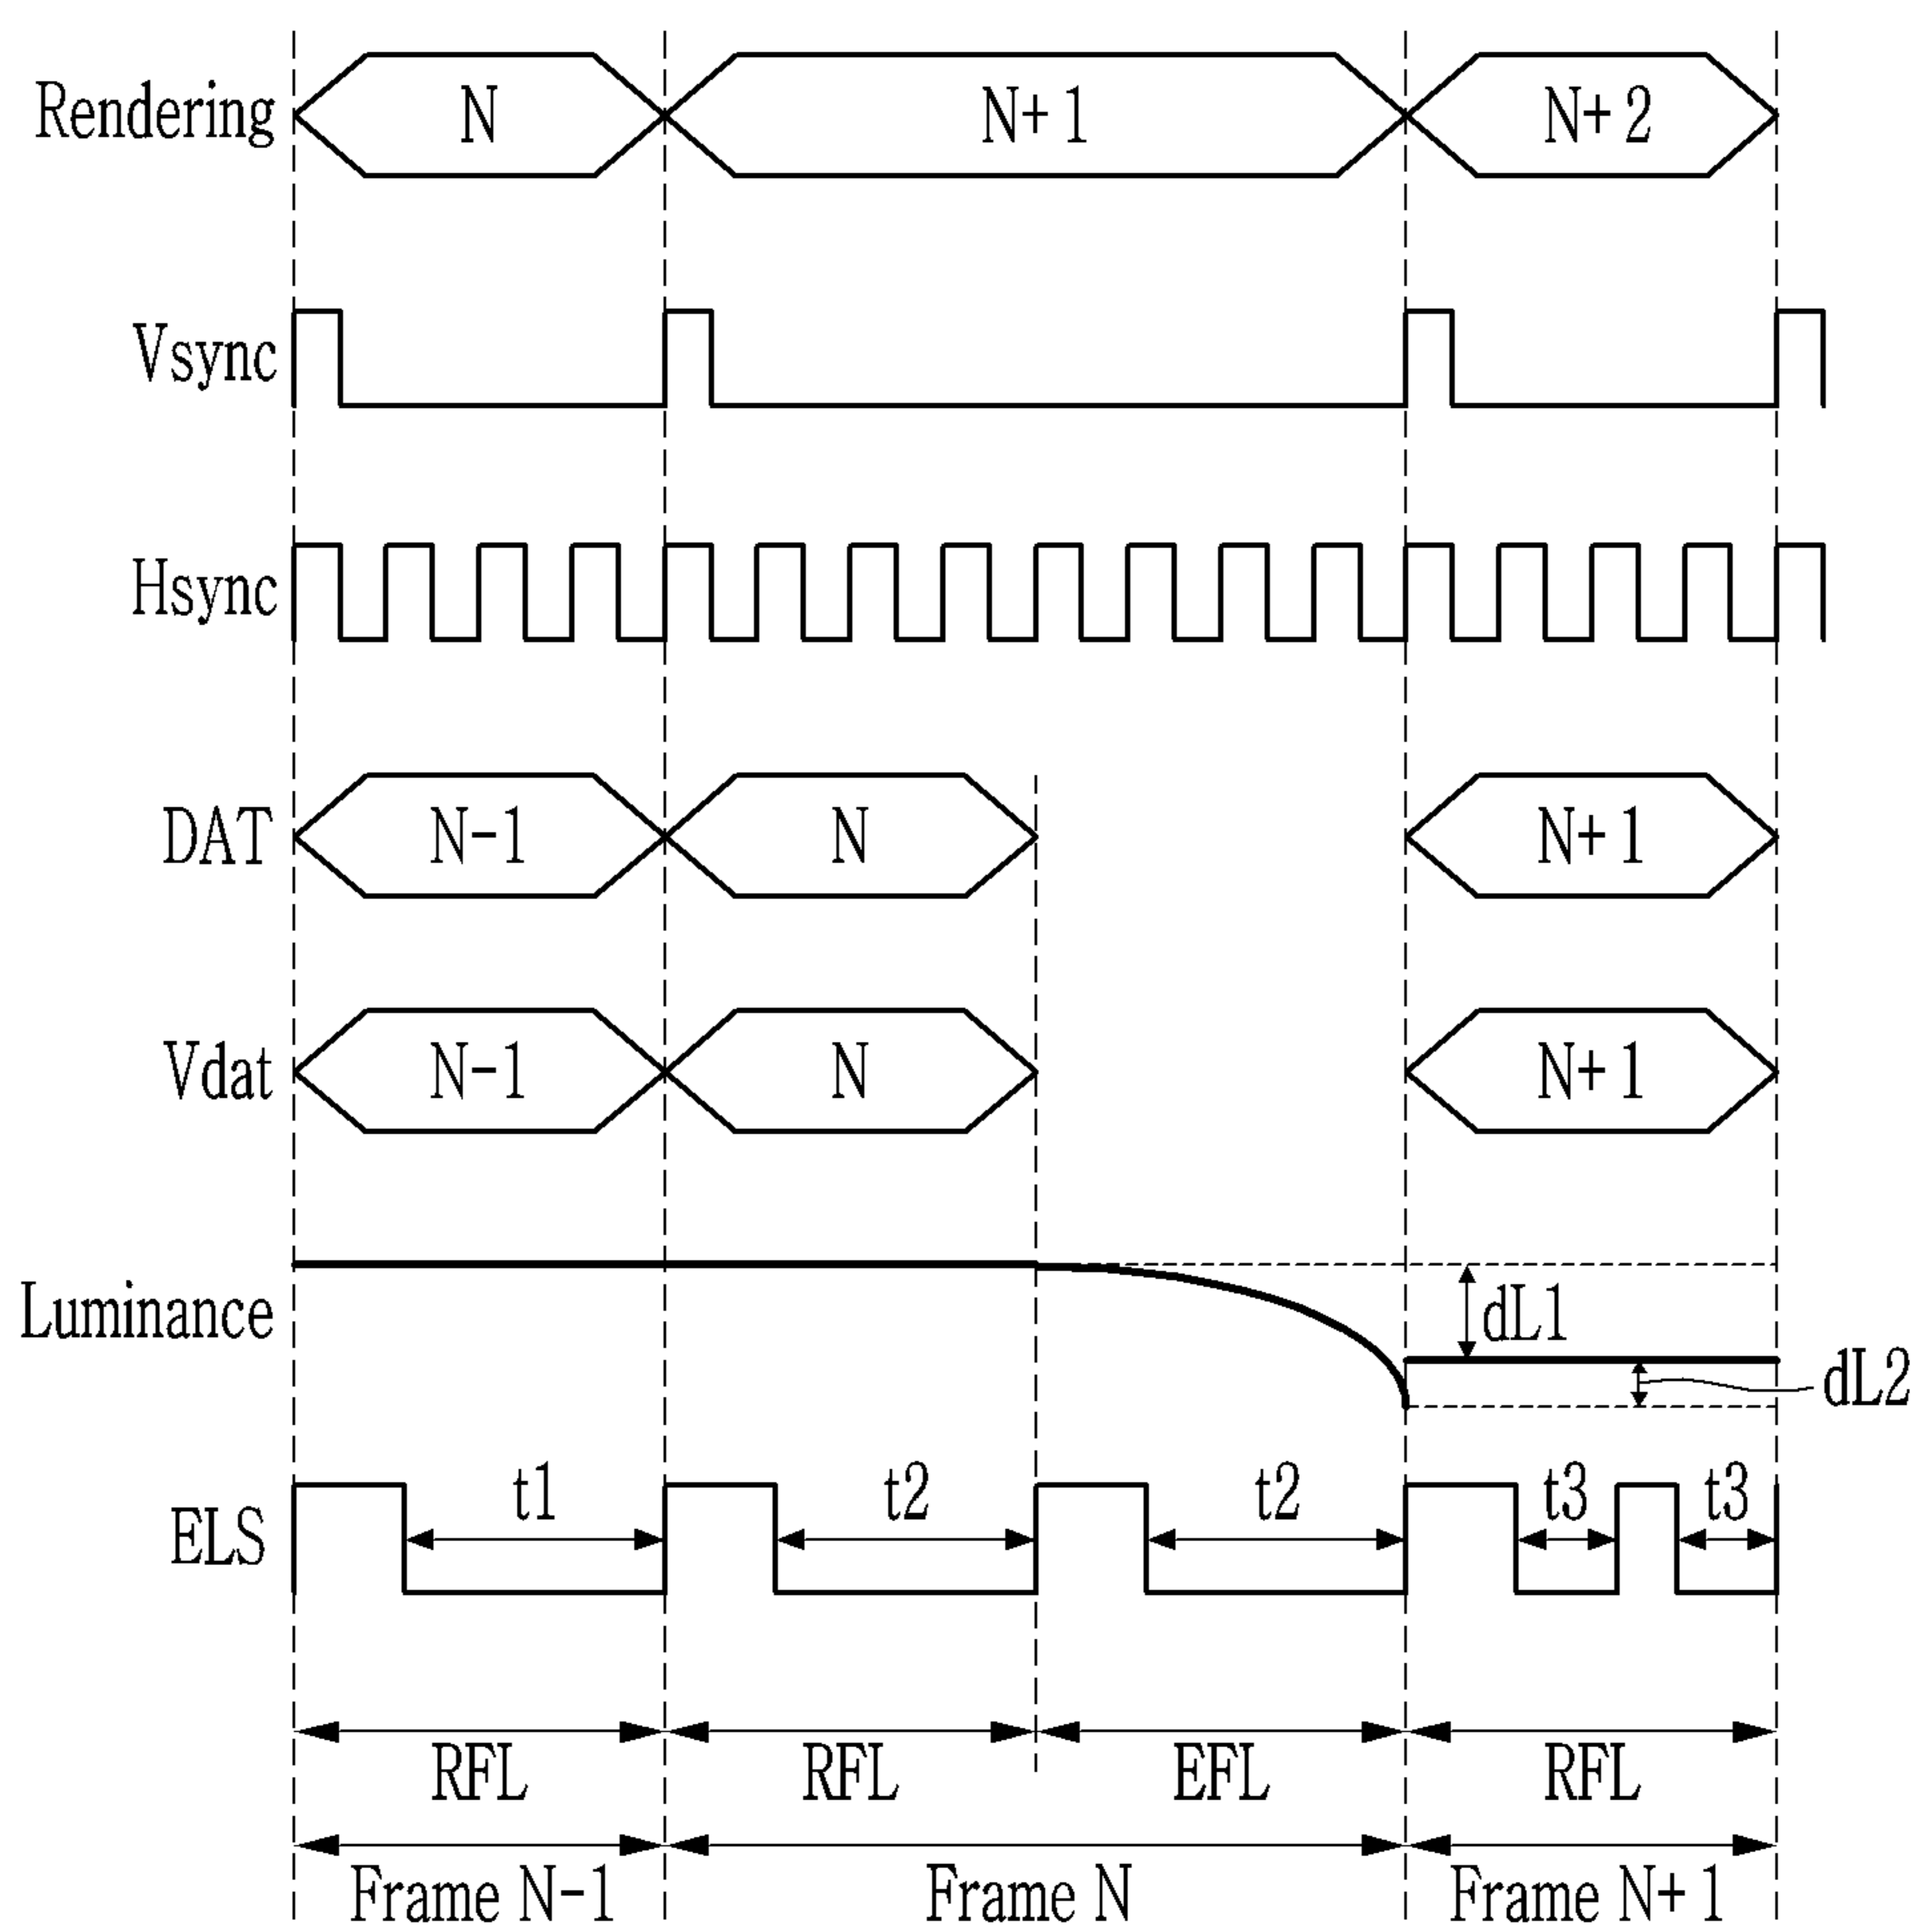 Rendering N N+1 N+2
Vsync
Hsync
DAT N-1 N N+1
Vdat N-1 N N+1
Luminance dL1
dL2
ELS t1 t2 t2 t3 t3
RFL RFL EFL RFL
Frame N-1 Frame N Frame N+1